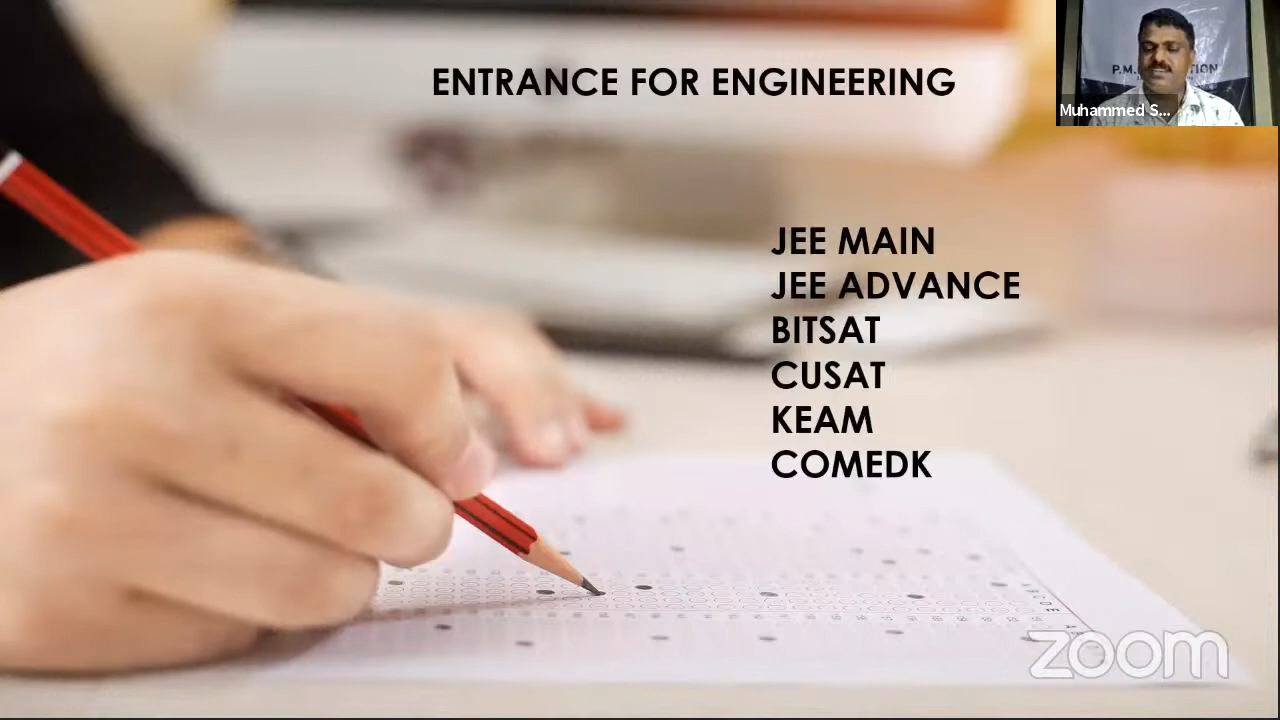 ENTRANCE FOR ENGINEERING
Muhammed S...
JEE MAIN
JEE ADVANCE
BITSAT
CUSAT
KEAM
COMEDK
zoom